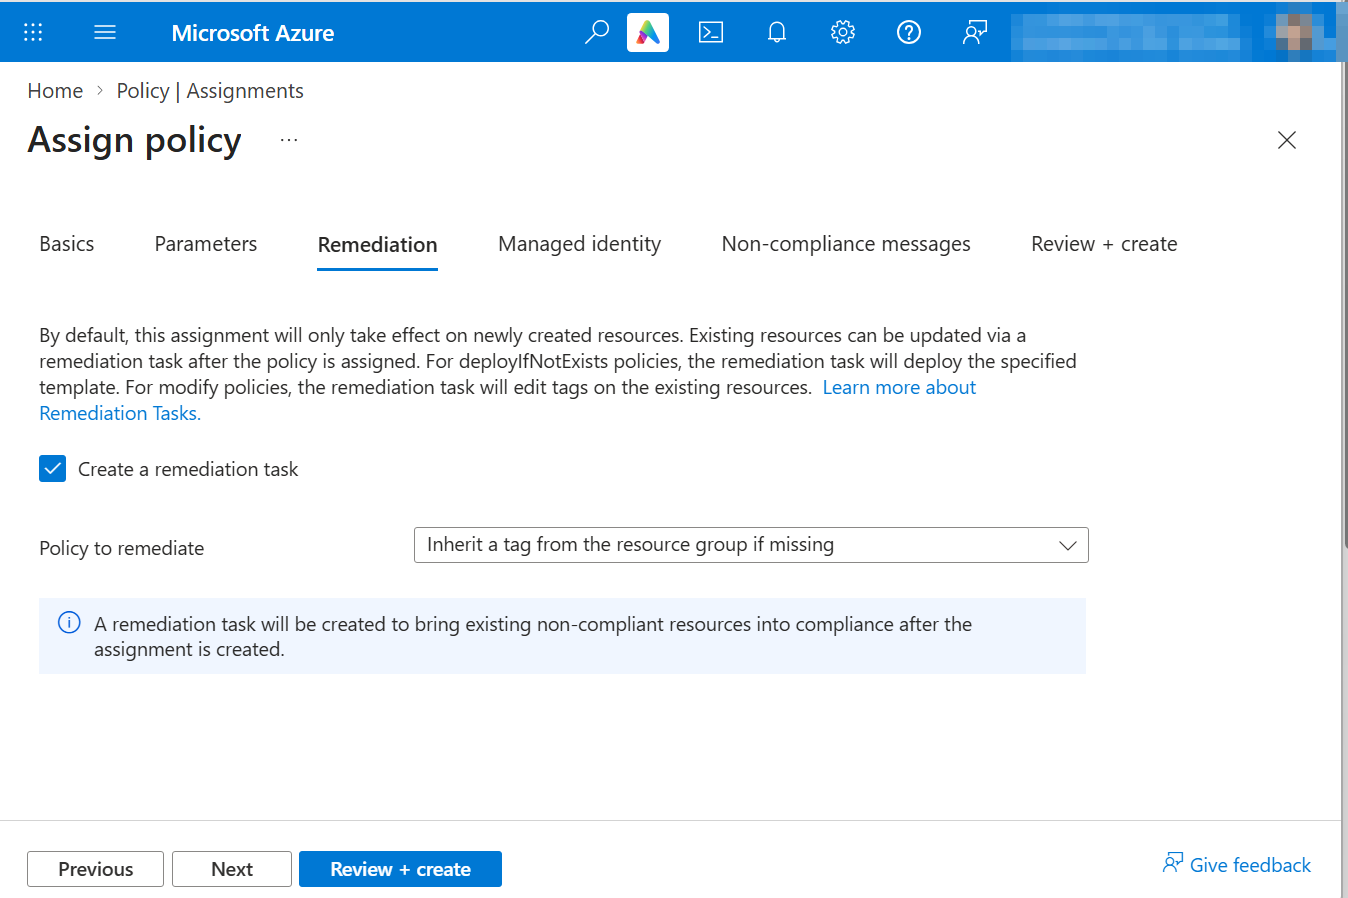 Microsoft Azure
Home > Policy | Assignments
Assign policy ...
Basics Parameters Remediation Managed identity Non-compliance messages Review + create
By default, this assignment will only take effect on newly created resources. Existing resources can be updated via a
remediation task after the policy is assigned. For deployIfNotExists policies, the remediation task will deploy the specified
template. For modify policies, the remediation task will edit tags on the existing resources. Learn more about
Remediation Tasks.
Create a remediation task
Policy to remediate Inherit a tag from the resource group if missing
A remediation task will be created to bring existing non-compliant resources into compliance after the
assignment is created.
Previous Next Review + create Give feedback